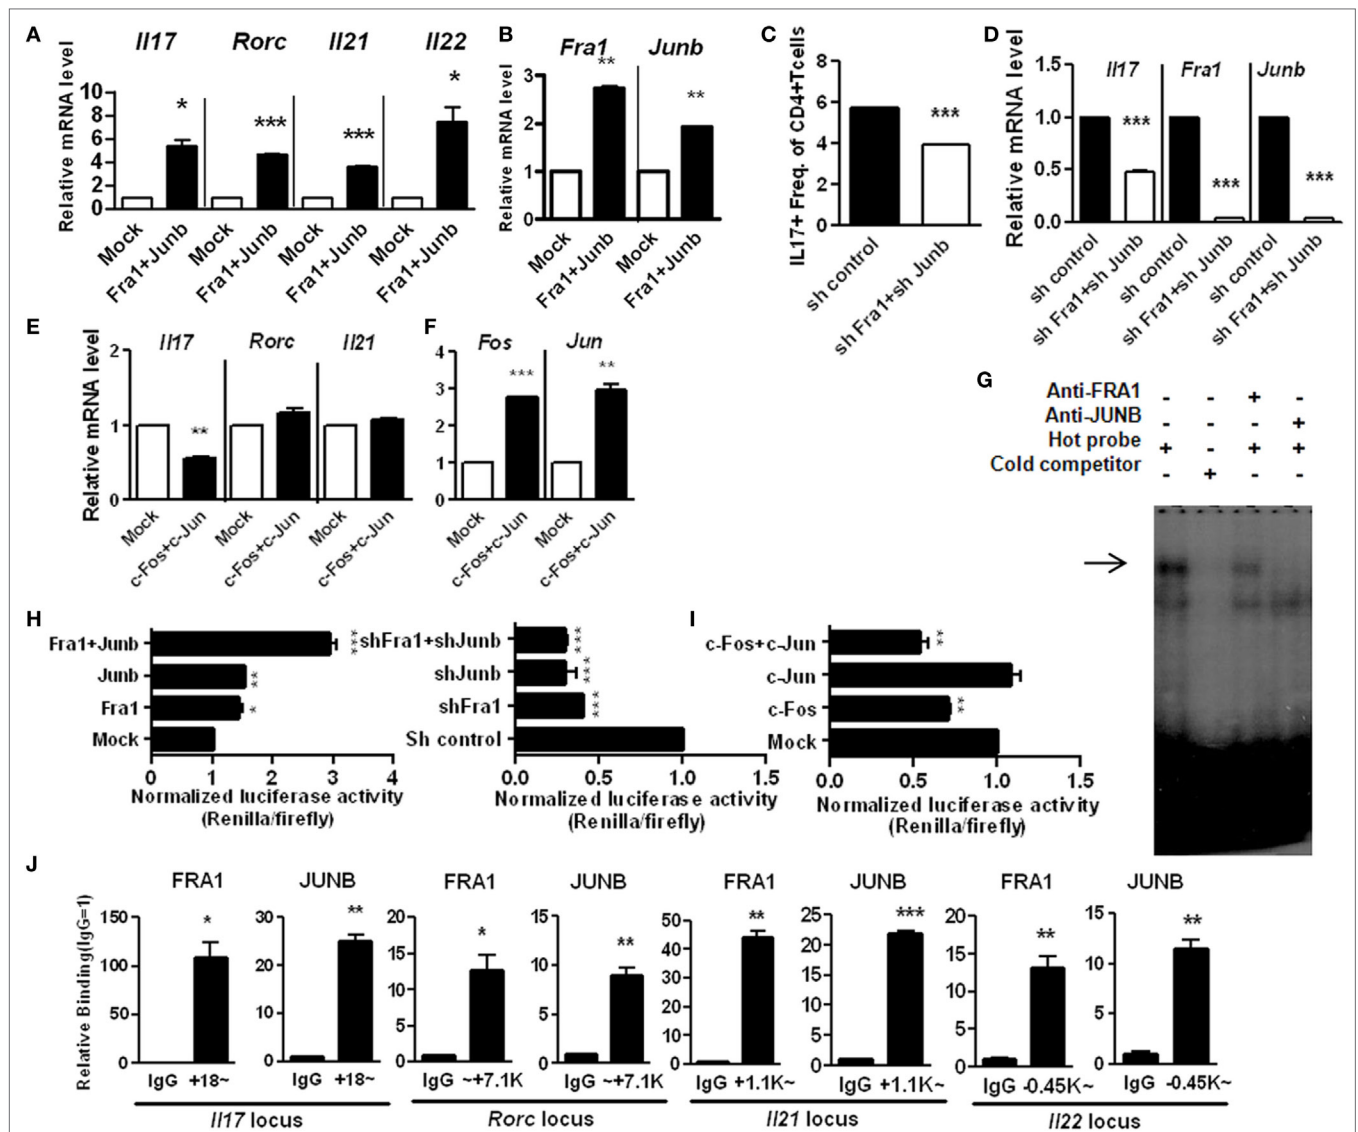 A
Il17 Rorc Il21 Il22
Relative mRNA level
10
8
6
4
2
0
* *** *** *
Mock Fra1+Junb Mock Fra1+Junb Mock Fra1+Junb Mock Fra1+Junb
B
Fra1 Junb
Relative mRNA level
3
2
1
0
** **
Mock Fra1+Junb Mock Fra1+Junb
C
IL17+ Freq. of CD4+Tcells
8
6
4
2
0
***
sh control sh Fra1+sh Junb
D
Il17 Fra1 Junb
Relative mRNA level
1.5
1.0
0.5
0.0
*** *** ***
sh control sh Fra1+sh Junb sh control sh Fra1+sh Junb sh control sh Fra1+sh Junb
E
Il17 Rorc Il21
Relative mRNA level
2
1
0
**
Mock c-Fos+c-Jun Mock c-Fos+c-Jun Mock c-Fos+c-Jun
F
Fos Jun
4
3
2
1
0
*** **
Mock c-Fos+c-Jun Mock c-Fos+c-Jun
G
Anti-FRA1 - - + -
Anti-JUNB - - - +
Hot probe + - + +
Cold competitor - + - -
H
Fra1+Junb ***
Junb **
Fra1 *
Mock
0 1 2 3 4
Normalized luciferase activity
(Renilla/firefly)
shFra1+shJunb ***
shJunb ***
shFra1 ***
Sh control
0.0 0.5 1.0 1.5
Normalized luciferase activity
(Renilla/firefly)
I
c-Fos+c-Jun **
c-Jun
c-Fos **
Mock
0.0 0.5 1.0 1.5
Normalized luciferase activity
(Renilla/firefly)
J
Relative Binding(IgG=1)
FRA1
150
100
50
0
*
IgG +18~
JUNB
30
20
10
0
**
IgG +18~
Il17 locus
FRA1
20
15
10
5
0
*
IgG ~+7.1K
JUNB
15
10
5
0
**
IgG ~+7.1K
Rorc locus
FRA1
50
40
30
20
10
0
**
IgG +1.1K~
JUNB
25
20
15
10
5
0
***
IgG +1.1K~
Il21 locus
FRA1
20
15
10
5
0
**
IgG -0.45K~
JUNB
15
10
5
0
**
IgG -0.45K~
Il22 locus